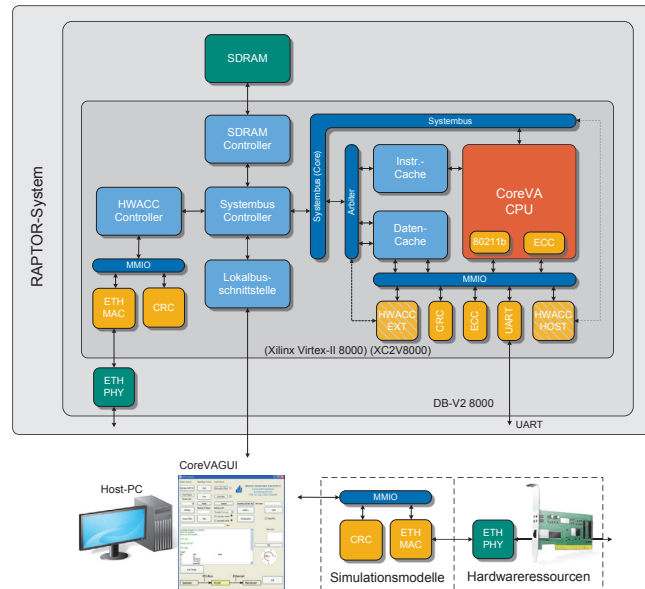 SDRAM
RAPTOR-System
SDRAM
Controller
Systembus
Systembus (Core)
Arbiter
Instr.-
Cache
CoreVA
CPU
HWACC
Controller
Systembus
Controller
Daten-
Cache
80211b
ECC
MMIO
MMIO
Lokalbus-
schnittstelle
ETH
MAC
CRC
HWACC
EXT
CRC
ECC
UART
HWACC
HOST
(Xilinx Virtex-II 8000) (XC2V8000)
ETH
PHY
DB-V2 8000
UART
CoreVAGUI
Host-PC
MMIO
CRC
ETH
MAC
ETH
PHY
Simulationsmodelle
Hardwareressourcen